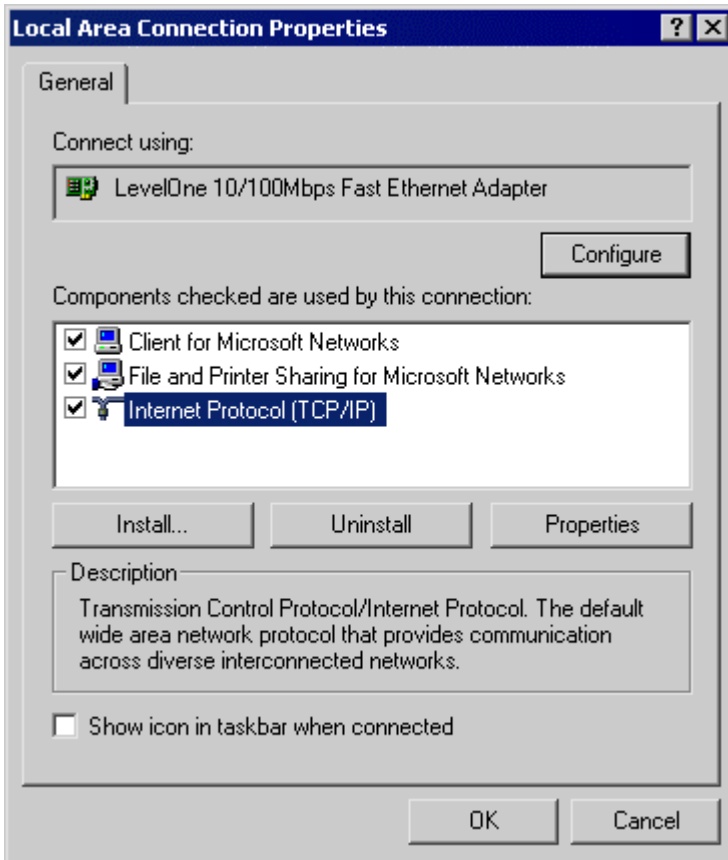 Local Area Connection Properties
?
General
Connect using:
LevelOne 10/100Mbps Fast Ethernet Adapter
Configure
Components checked are used by this connection:
Client for Microsoft Networks
File and Printer Sharing for Microsoft Networks
Internet Protocol (TCP/IP)
Install... Uninstall Properties
Description
Transmission Control Protocol/Internet Protocol. The default
wide area network protocol that provides communication
across diverse interconnected networks.
Show icon in taskbar when connected
OK Cancel